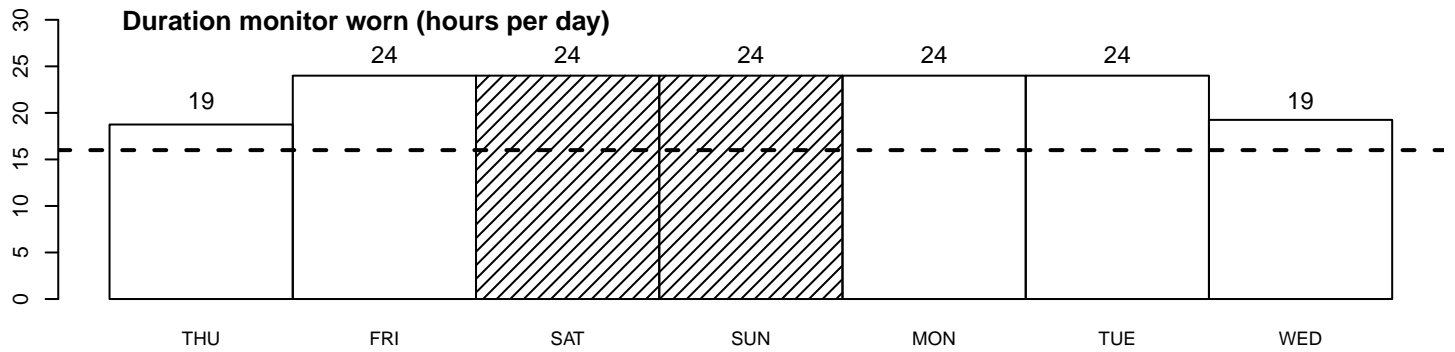 Duration monitor worn (hours per day)
30
25
20
15
10
5
0
19
24
24
24
24
24
19
THU
FRI
SAT
SUN
MON
TUE
WED